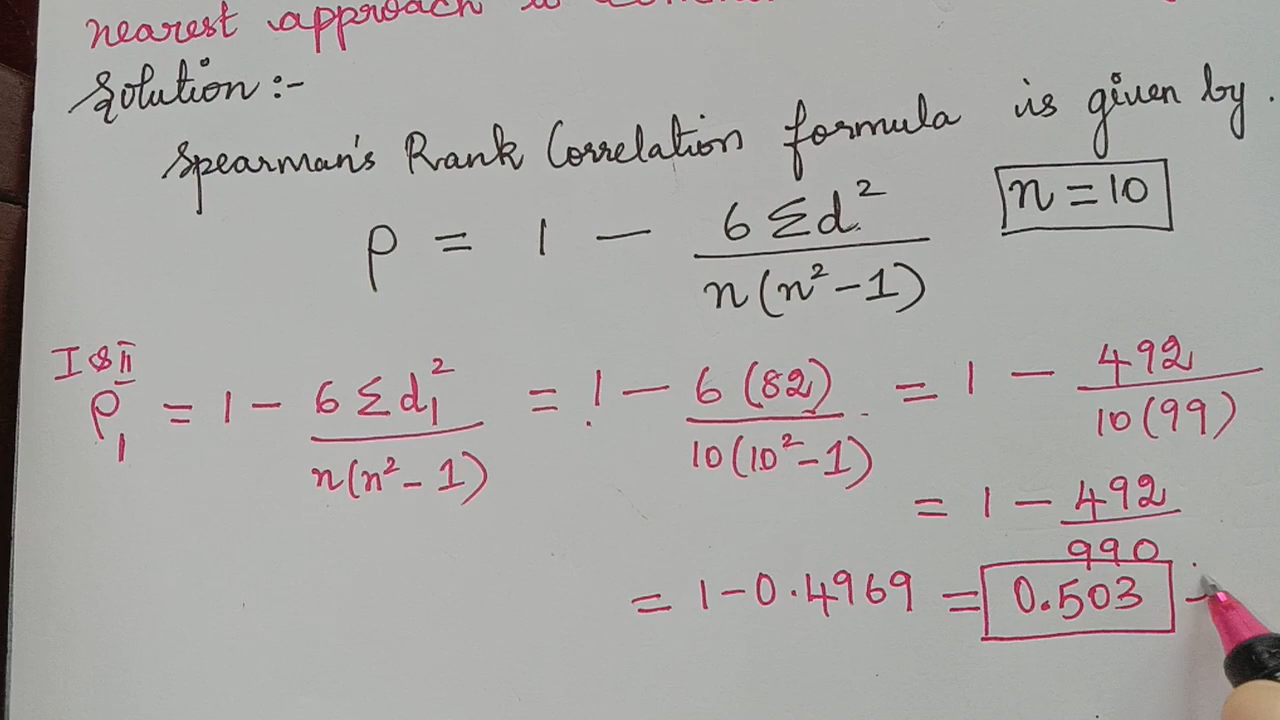 nearest approach
Solution :-
Spearman's Rank Correlation formula is given by.
ρ = 1 - 6 Σd² / n(n²-1)
n = 10
I & II
ρ₁ = 1 - 6 Σd₁² / n(n²-1) = 1 - 6(82) / 10(10²-1) = 1 - 492 / 10(99)
= 1 - 492 / 990
= 1 - 0.4969 = 0.503